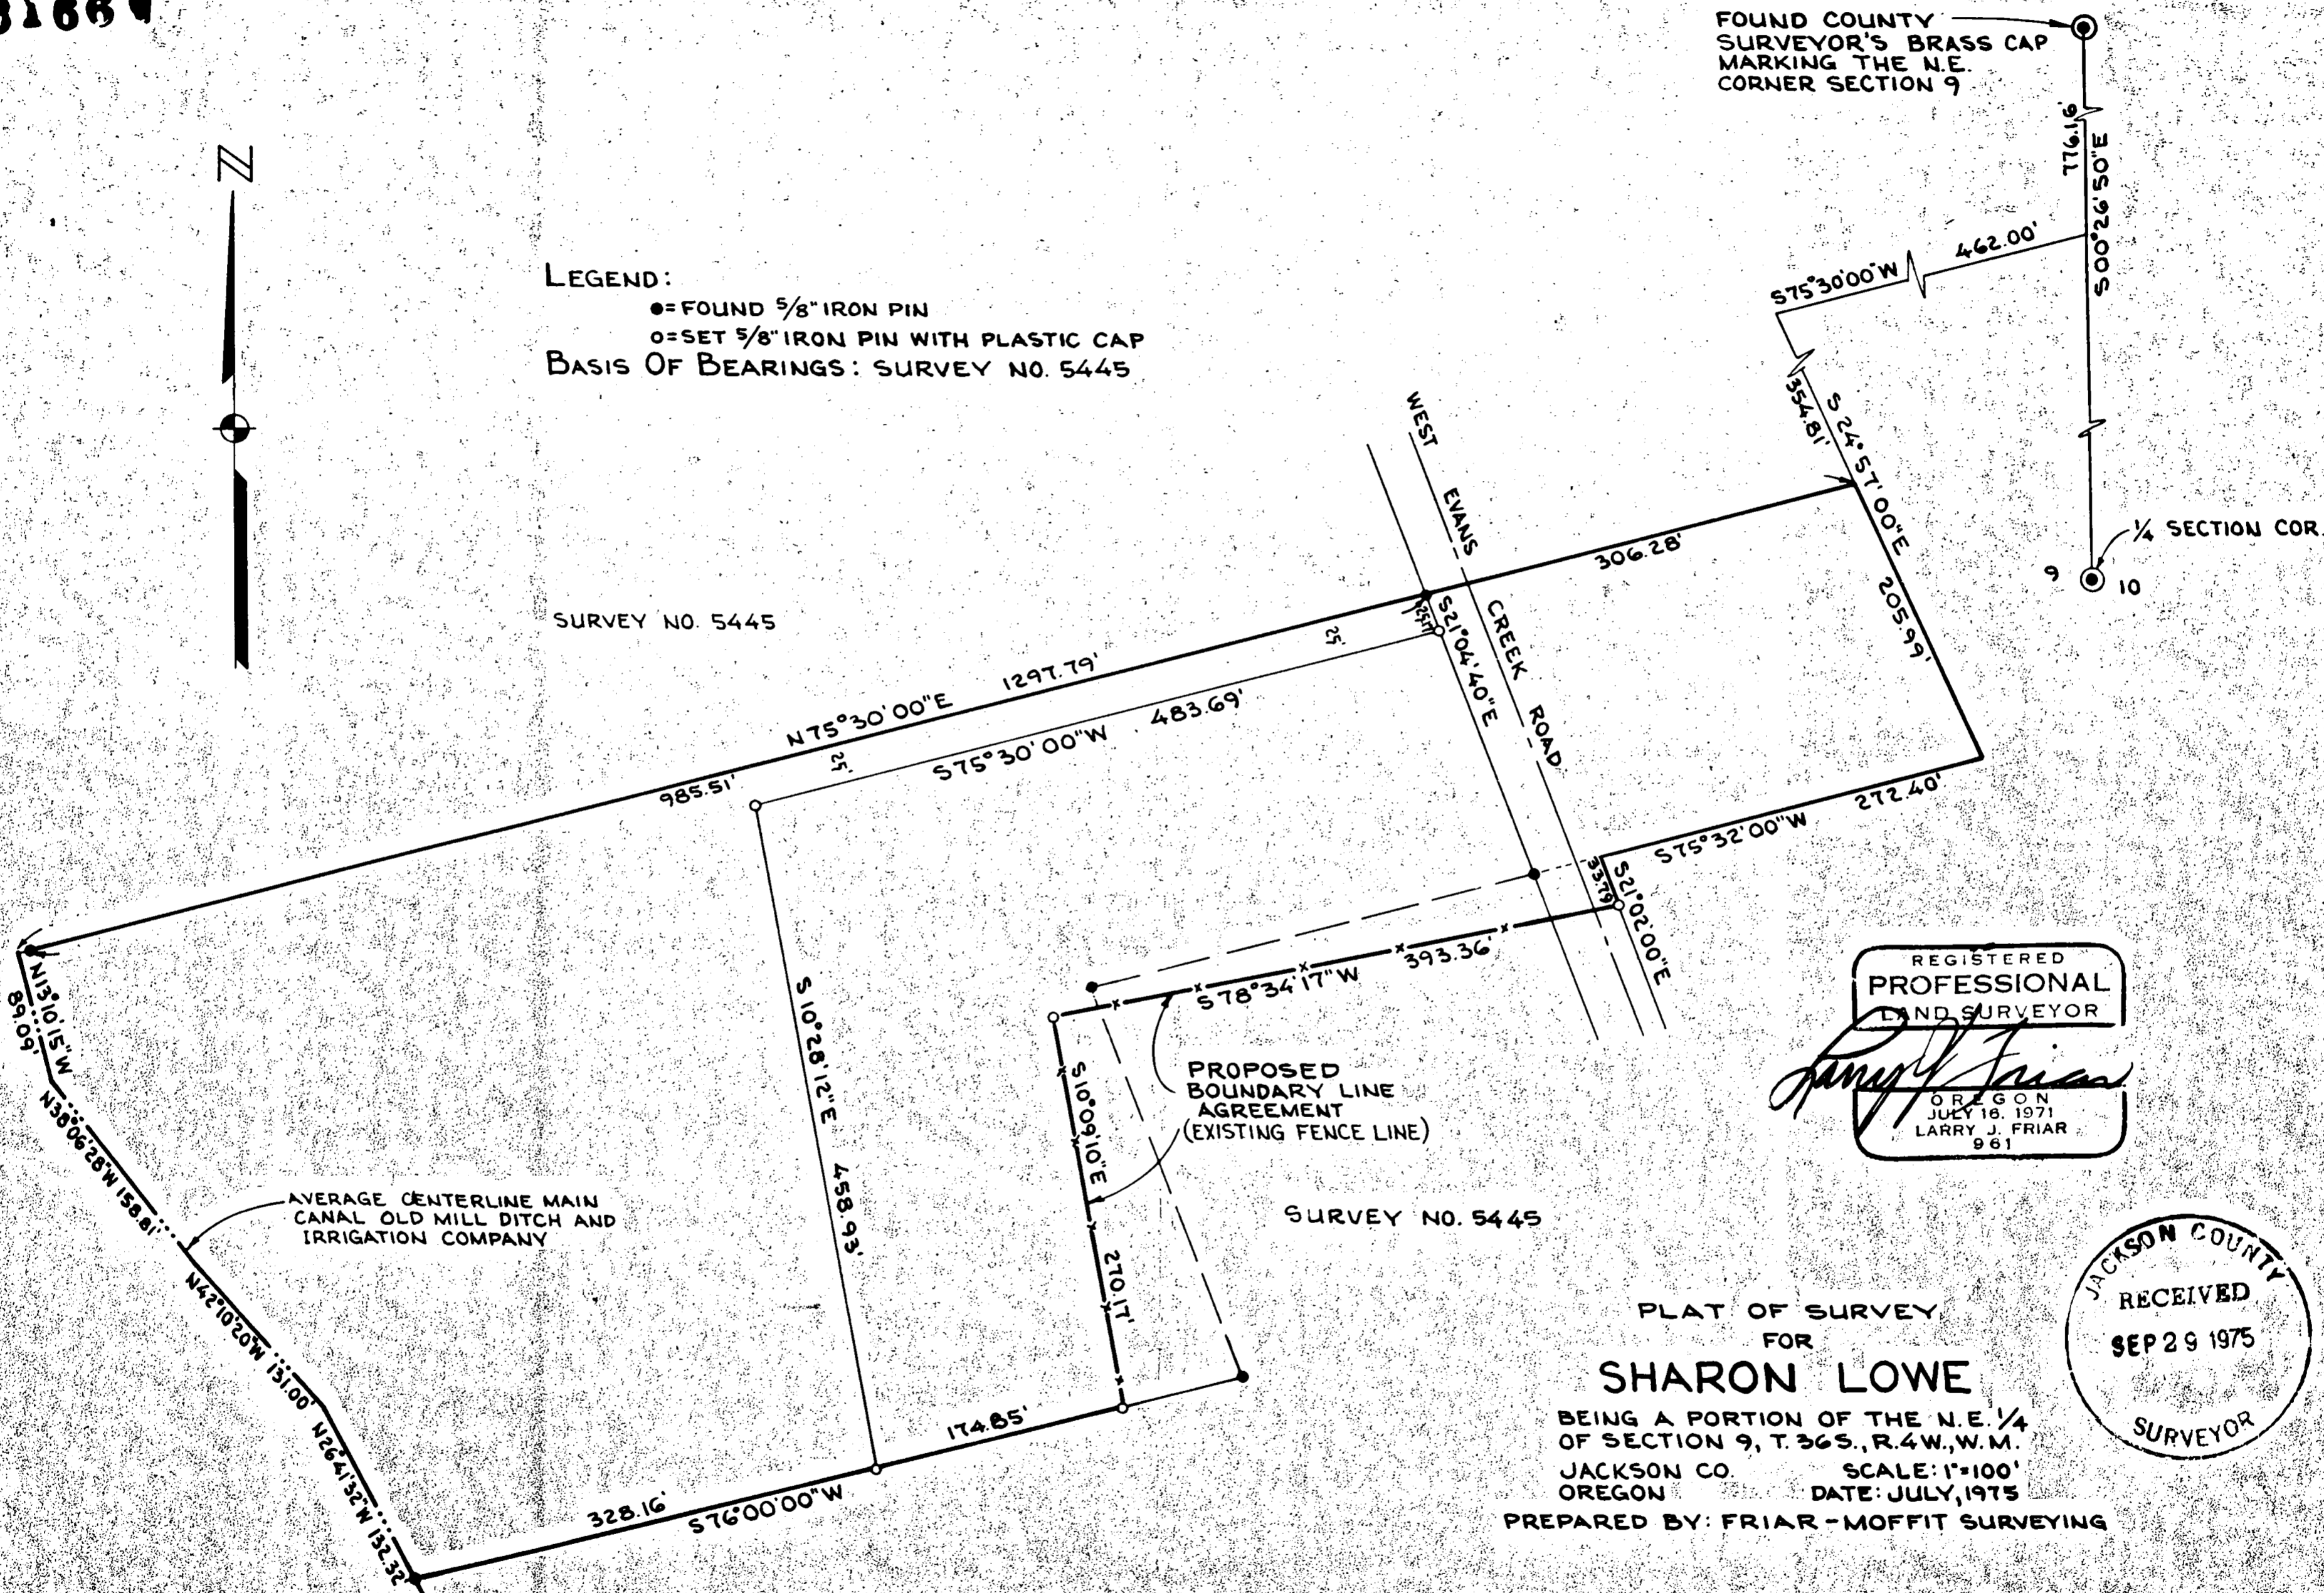 FOUND COUNTY
SURVEYOR'S BRASS CAP
MARKING THE N.E.
CORNER SECTION 9
776.16'
S00°26'50"E
462.00'
S75°30'00"W
354.81'
S24°57'00"E
205.99'
1/4 SECTION COR.
9
10
N
LEGEND:
●= FOUND 5/8" IRON PIN
O=SET 5/8" IRON PIN WITH PLASTIC CAP
BASIS OF BEARINGS: SURVEY NO. 5445
WEST EVANS CREEK ROAD
306.28'
SURVEY NO. 5445
N75°30'00"E 1297.79'
25'
S21°04'40"E
S75°30'00"W 483.69'
25'
985.51'
272.40'
S75°32'00"W
33.79'
S21°02'00"E
393.36'
S78°34'17"W
N13°10'15"W
89.09'
S10°28'12"E 458.93'
S10°09'10"E
270.17'
PROPOSED
BOUNDARY LINE
AGREEMENT
(EXISTING FENCE LINE)
N38°06'28"W 158.81'
AVERAGE CENTERLINE MAIN
CANAL OLD MILL DITCH AND
IRRIGATION COMPANY
SURVEY NO. 5445
N42°10'20"W 131.00'
N26°41'32"W 132.32'
174.85'
328.16'
S76°00'00"W
REGISTERED
PROFESSIONAL
LAND SURVEYOR
Larry J Friar
OREGON
JULY 16, 1971
LARRY J. FRIAR
961
JACKSON COUNTY
RECEIVED
SEP 29 1975
SURVEYOR
PLAT OF SURVEY
FOR
SHARON LOWE
BEING A PORTION OF THE N.E. 1/4
OF SECTION 9, T.36S., R.4W., W.M.
JACKSON CO. SCALE: 1"=100'
OREGON DATE: JULY, 1975
PREPARED BY: FRIAR-MOFFIT SURVEYING